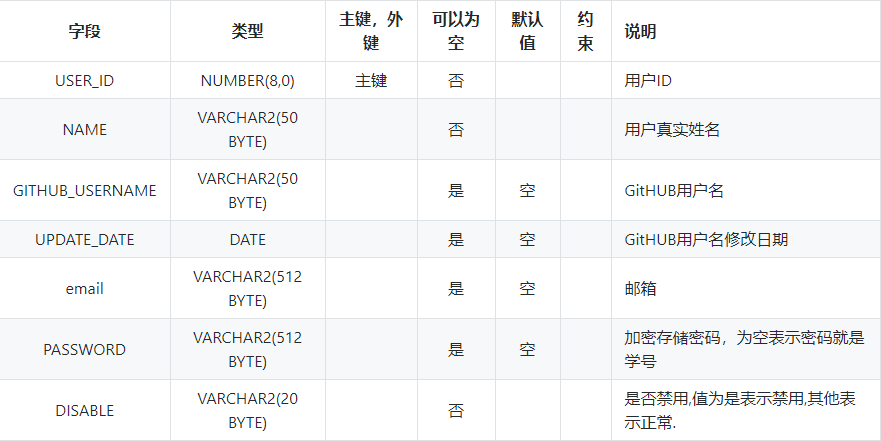 字段 类型 主键，外键 可以为空 默认值 约束 说明
USER_ID NUMBER(8,0) 主键 否 用户ID
NAME VARCHAR2(50 BYTE) 否 用户真实姓名
GITHUB_USERNAME VARCHAR2(50 BYTE) 是 空 GitHUB用户名
UPDATE_DATE DATE 是 空 GitHUB用户名修改日期
email VARCHAR2(512 BYTE) 是 空 邮箱
PASSWORD VARCHAR2(512 BYTE) 是 空 加密存储密码，为空表示密码就是学号
DISABLE VARCHAR2(20 BYTE) 否 是否禁用,值为是表示禁用,其他表示正常.